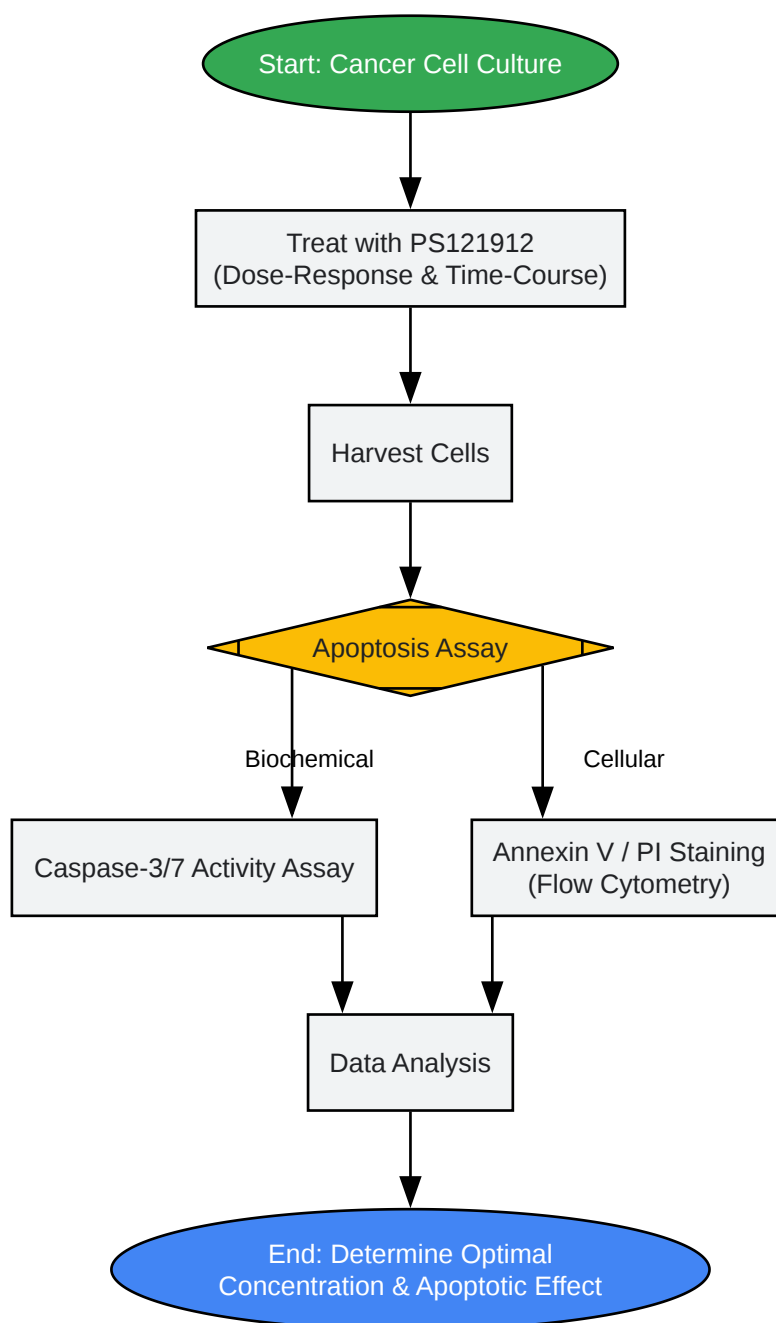 Start: Cancer Cell Culture
Treat with PS121912
(Dose-Response & Time-Course)
Harvest Cells
Apoptosis Assay
Biochemical
Cellular
Caspase-3/7 Activity Assay
Annexin V / PI Staining
(Flow Cytometry)
Data Analysis
End: Determine Optimal
Concentration & Apoptotic Effect